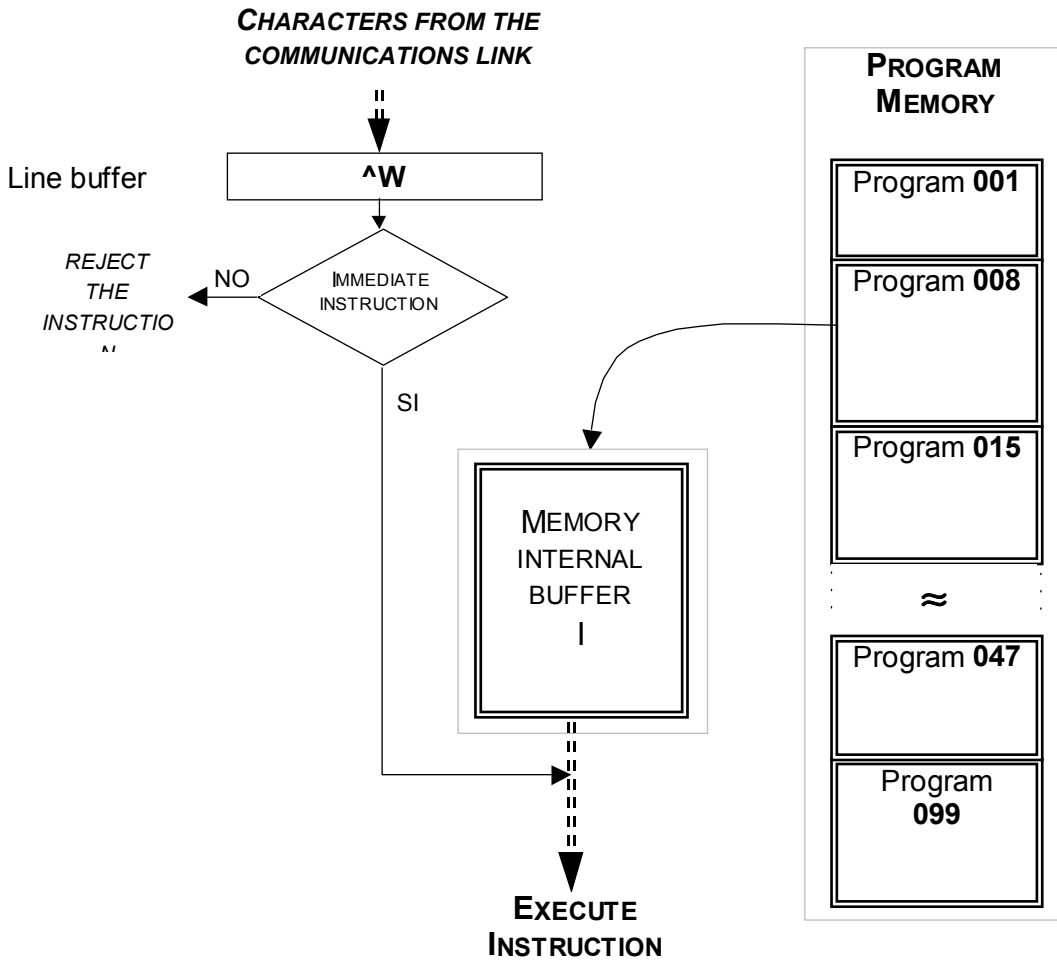 CHARACTERS FROM THE
COMMUNICATIONS LINK
Line buffer
^W
REJECT
THE
INSTRUCTIO
NO
IMMEDIATE
INSTRUCTION
SI
MEMORY
INTERNAL
BUFFER
I
EXECUTE
INSTRUCTION
PROGRAM
MEMORY
Program 001
Program 008
Program 015
≈
Program 047
Program
099